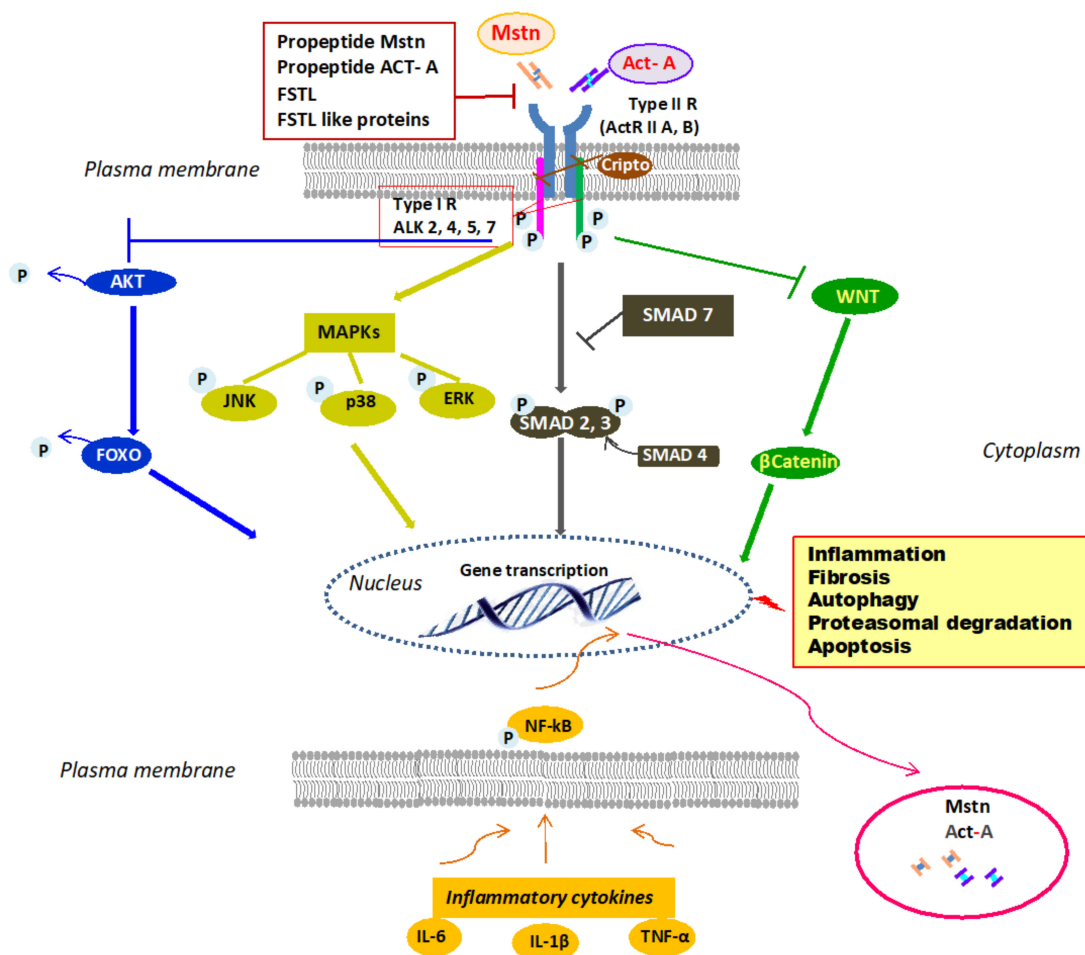 Mstn
Propeptide Mstn
Propeptide ACT- A
FSTL
FSTL like proteins
Act- A
Type II R
(ActR II A, B)
Plasma membrane
Cripto
Type I R
ALK 2, 4, 5, 7
P
P
P
P
P
AKT
WNT
SMAD 7
MAPKs
P
JNK
P
p38
P
ERK
P
P
SMAD 2, 3
SMAD 4
P
FOXO
βCatenin
Cytoplasm
Nucleus
Gene transcription
Inflammation
Fibrosis
Autophagy
Proteasomal degradation
Apoptosis
NF-kB
P
Plasma membrane
Mstn
Act-A
Inflammatory cytokines
IL-6
IL-1β
TNF-α